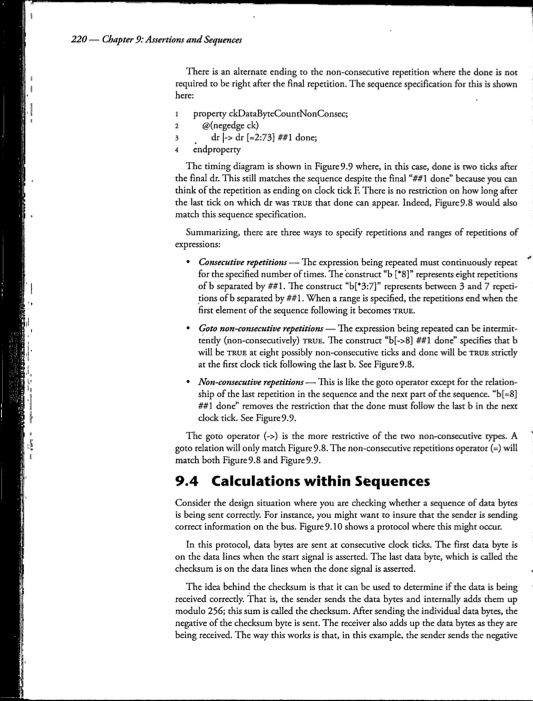 220 — Chapter 9: Assertions and Sequences
There is an alternate ending to the non-consecutive repetition where the done is not
required to be right after the final repetition. The sequence specification for this is shown
here:
1 property ckDataByteCountNonConsec;
2 @(negedge ck)
3 dr |-> dr [=2:73] ##1 done;
4 endproperty
The timing diagram is shown in Figure 9.9 where, in this case, done is two ticks after
the final dr. This still matches the sequence despite the final "##1 done" because you can
think of the repetition as ending on clock tick F. There is no restriction on how long after
the last tick on which dr was TRUE that done can appear. Indeed, Figure 9.8 would also
match this sequence specification.
Summarizing, there are three ways to specify repetitions and ranges of repetitions of
expressions:
• Consecutive repetitions — The expression being repeated must continuously repeat
for the specified number of times. The construct "b [*8]" represents eight repetitions
of b separated by ##1. The construct "b[*3:7]" represents between 3 and 7 repeti-
tions of b separated by ##1. When a range is specified, the repetitions end when the
first element of the sequence following it becomes TRUE.
• Goto non-consecutive repetitions — The expression being repeated can be intermit-
tently (non-consecutively) TRUE. The construct "b[->8] ##1 done" specifies that b
will be TRUE at eight possibly non-consecutive ticks and done will be TRUE strictly
at the first clock tick following the last b. See Figure 9.8.
• Non-consecutive repetitions — This is like the goto operator except for the relation-
ship of the last repetition in the sequence and the next part of the sequence. "b[=8]
##1 done" removes the restriction that the done must follow the last b in the next
clock tick. See Figure 9.9.
The goto operator (->) is the more restrictive of the two non-consecutive types. A
goto relation will only match Figure 9.8. The non-consecutive repetitions operator (=) will
match both Figure 9.8 and Figure 9.9.
9.4 Calculations within Sequences
Consider the design situation where you are checking whether a sequence of data bytes
is being sent correctly. For instance, you might want to insure that the sender is sending
correct information on the bus. Figure 9.10 shows a protocol where this might occur.
In this protocol, data bytes are sent at consecutive clock ticks. The first data byte is
on the data lines when the start signal is asserted. The last data byte, which is called the
checksum is on the data lines when the done signal is asserted.
The idea behind the checksum is that it can be used to determine if the data is being
received correctly. That is, the sender sends the data bytes and internally adds them up
modulo 256; this sum is called the checksum. After sending the individual data bytes, the
negative of the checksum byte is sent. The receiver also adds up the data bytes as they are
being received. The way this works is that, in this example, the sender sends the negative